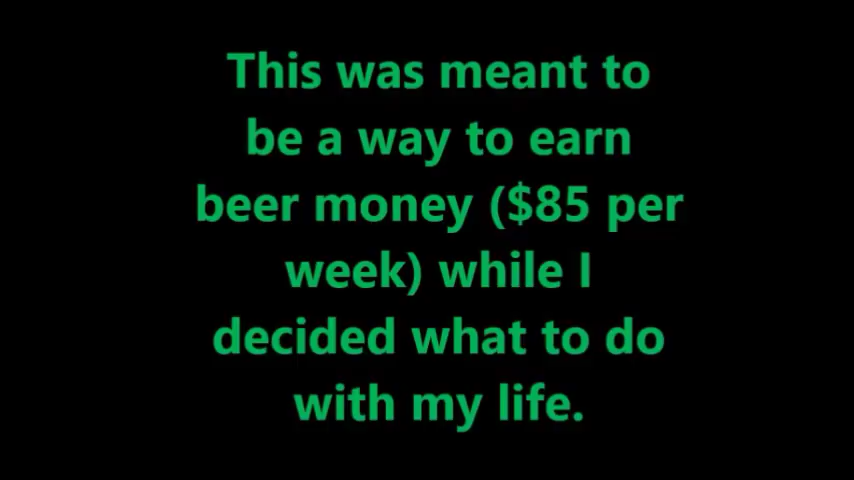 This was meant to
be a way to earn
beer money ($85 per
week) while I
decided what to do
with my life.